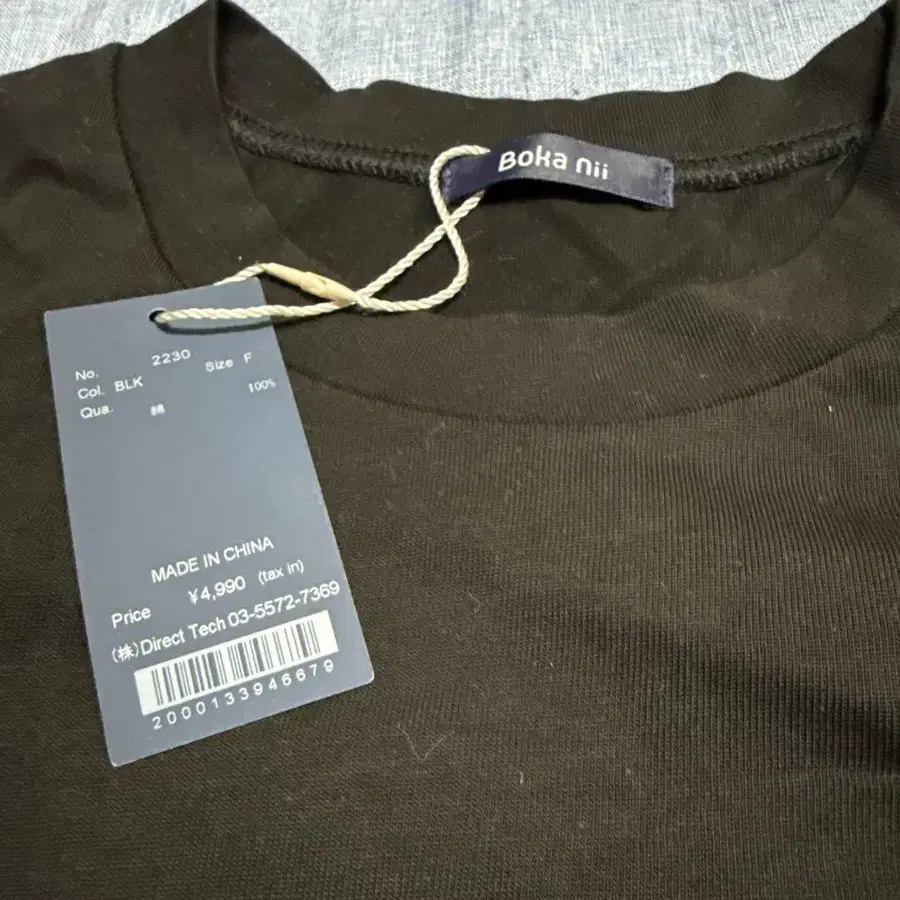 Boka nii
No. 2230 Size F
Col. BLK
Qua. 綿 100%
MADE IN CHINA
Price ¥4,990 (tax in)
(株)Direct Tech 03-5572-7369
2000133946679